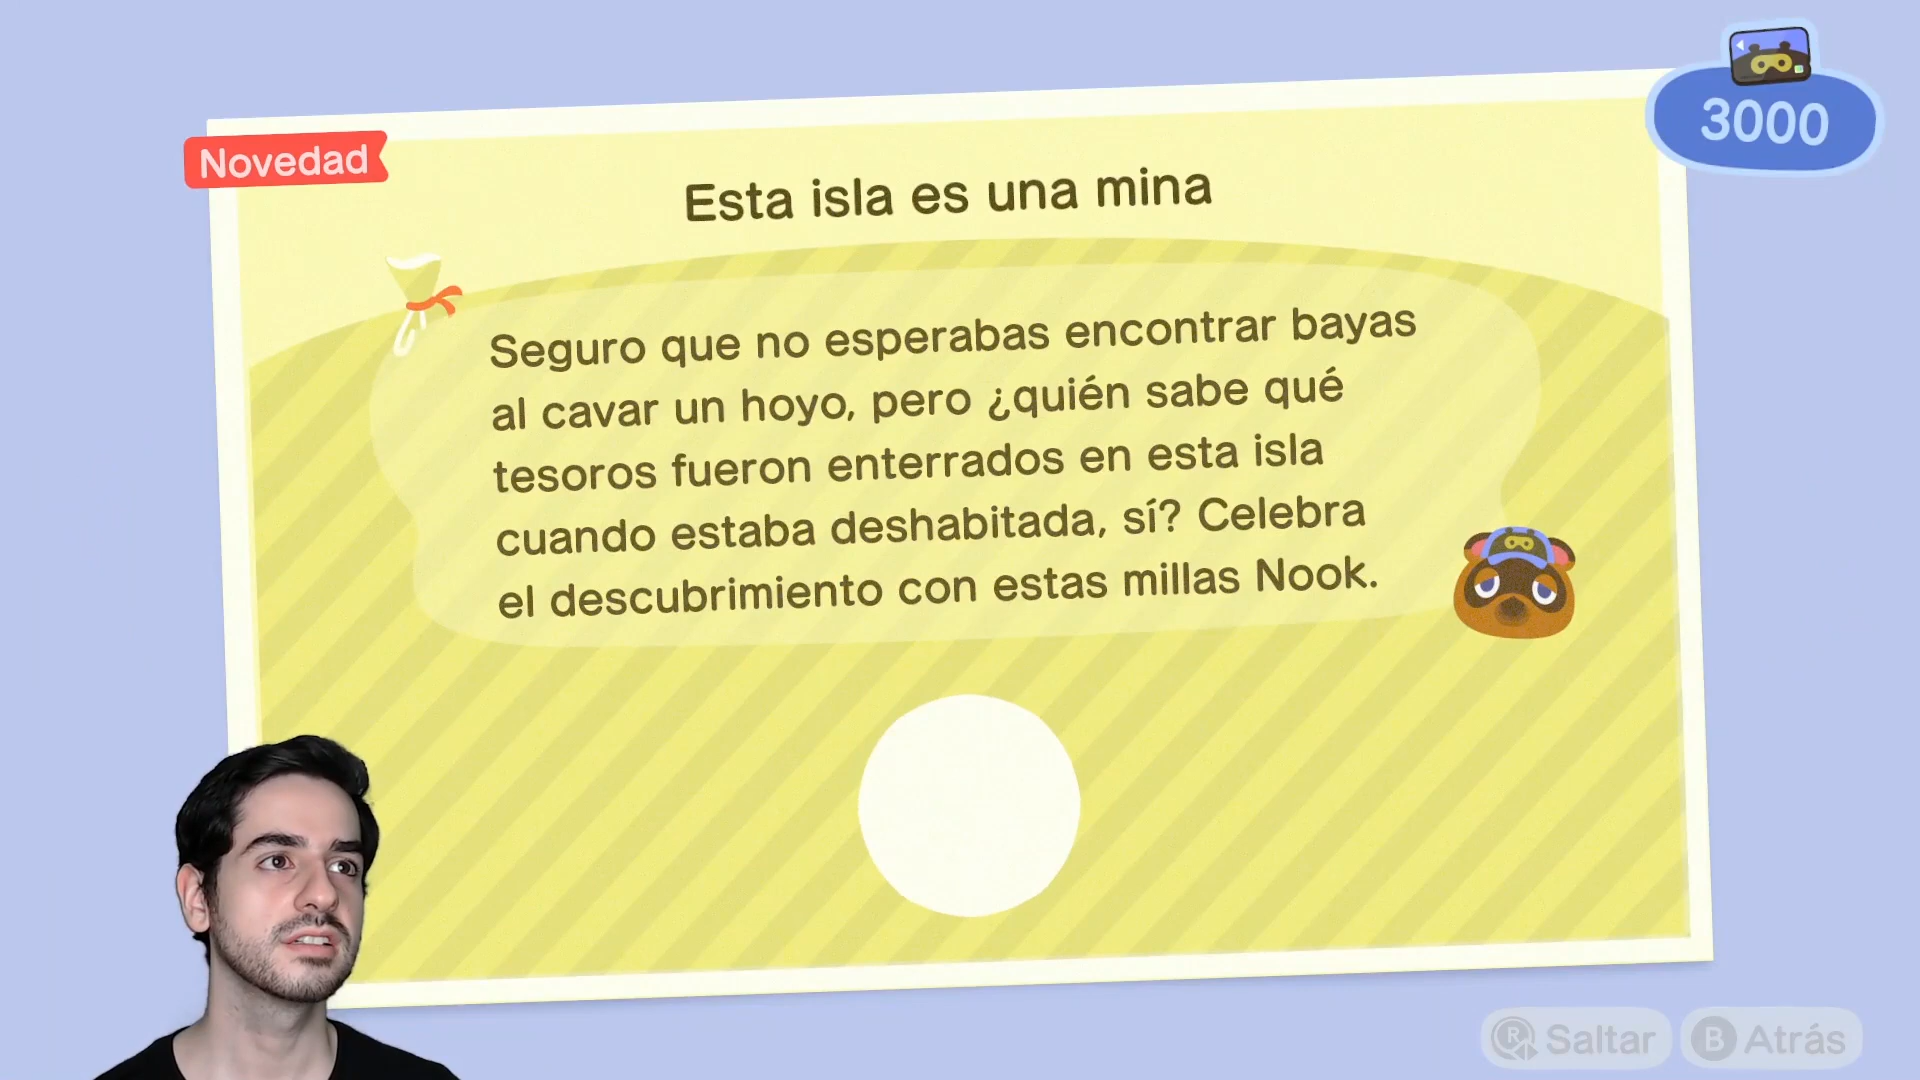 3000
Novedad
Esta isla es una mina
Seguro que no esperabas encontrar bayas
al cavar un hoyo, pero ¿quién sabe qué
tesoros fueron enterrados en esta isla
cuando estaba deshabitada, sí? Celebra
el descubrimiento con estas millas Nook.
R Saltar
B Atrás